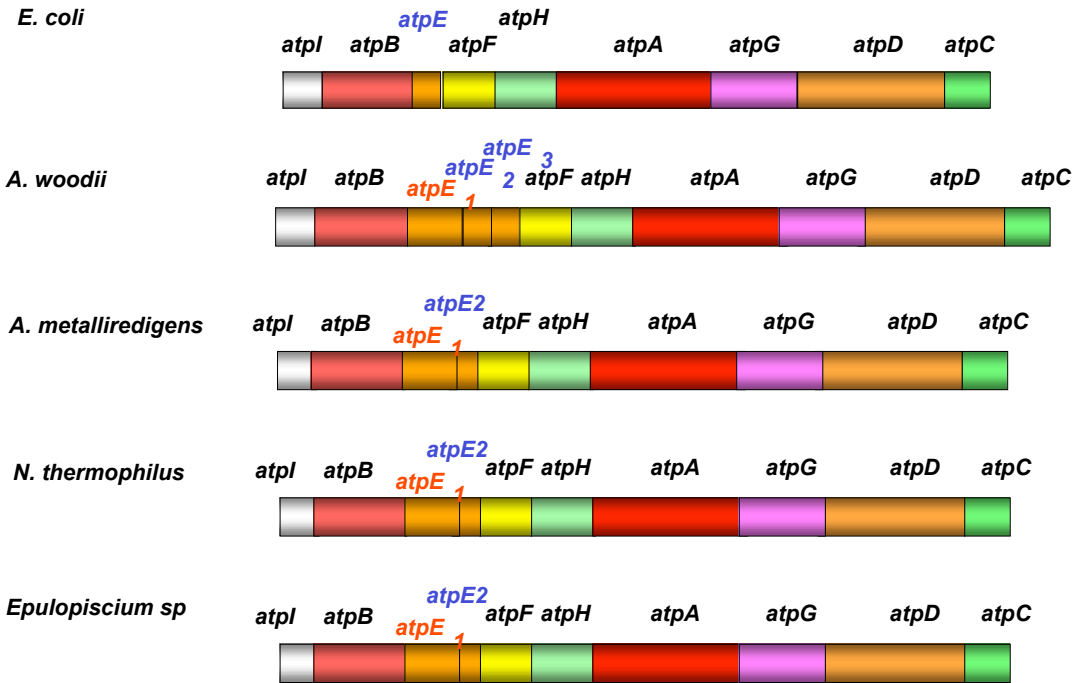 E. coli
atpE atpH
atpI atpB atpF atpA atpG atpD atpC
atpE 3
A. woodii
atpE 2
atpI atpB atpF atpH atpA atpG atpD atpC
atpE 1
atpE2
A. metalliredigens
atpI atpB atpF atpH atpA atpG atpD atpC
atpE 1
atpE2
N. thermophilus
atpI atpB atpF atpH atpA atpG atpD atpC
atpE 1
atpE2
Epulopiscium sp
atpI atpB atpF atpH atpA atpG atpD atpC
atpE 1